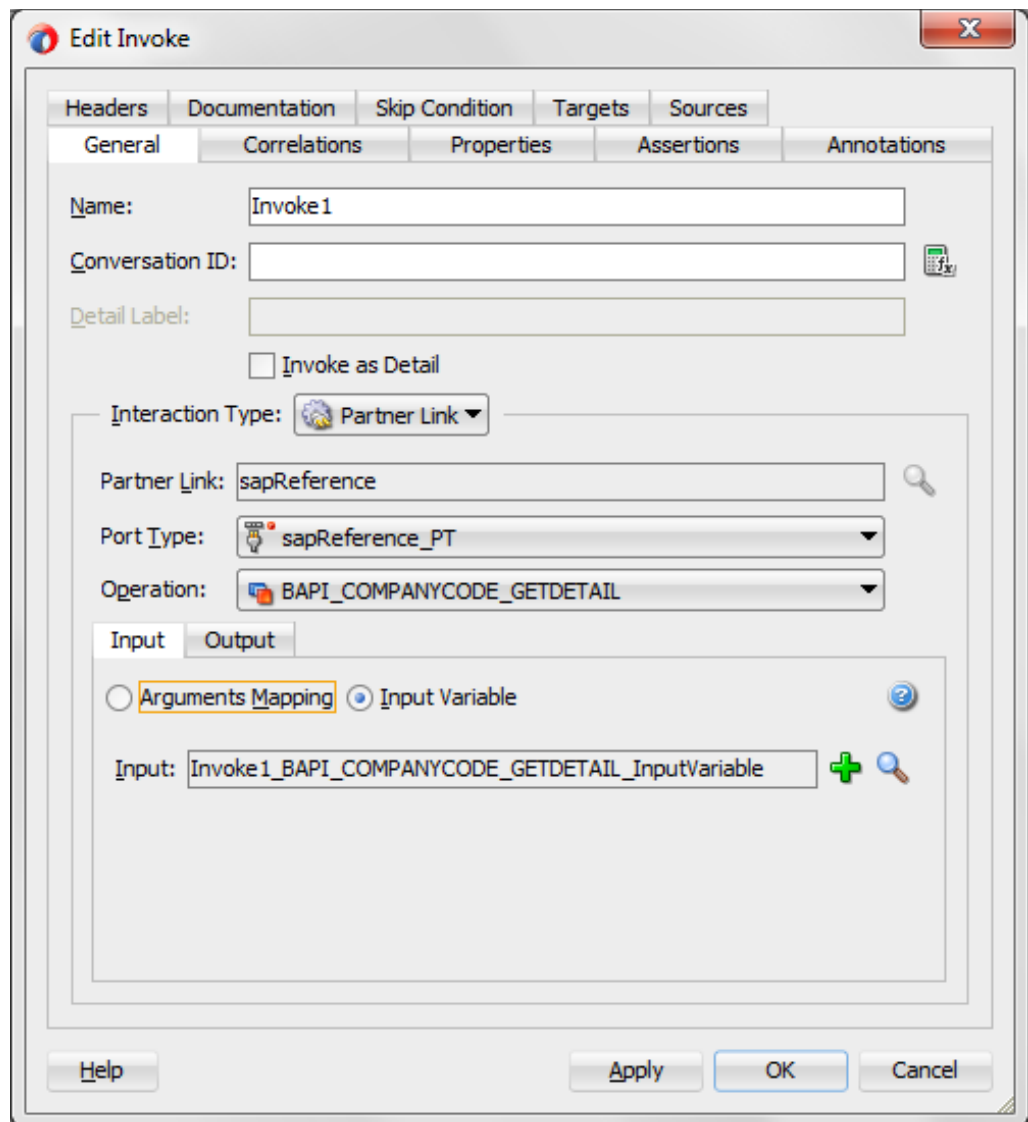 Edit Invoke
Headers Documentation Skip Condition Targets Sources
General Correlations Properties Assertions Annotations
Name: Invoke1
Conversation ID:
Detail Label:
Invoke as Detail
Interaction Type: Partner Link
Partner Link: sapReference
Port Type: sapReference_PT
Operation: BAPI_COMPANYCODE_GETDETAIL
Input Output
Arguments Mapping Input Variable
Input: Invoke1_BAPI_COMPANYCODE_GETDETAIL_InputVariable
Help Apply OK Cancel